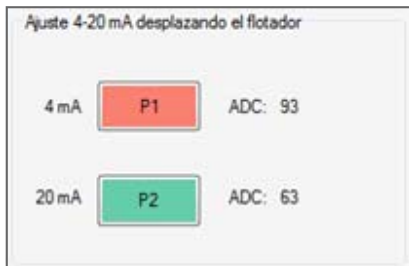 Ajuste 4-20 mA desplazando el flotador
4 mA P1 ADC: 93
20 mA P2 ADC: 63